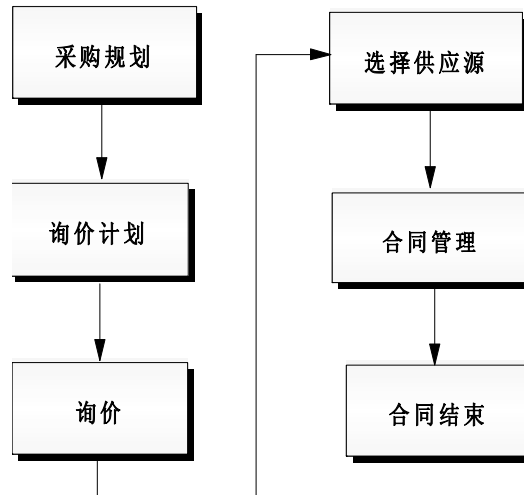 采购规划
询价计划
询价
选择供应源
合同管理
合同结束